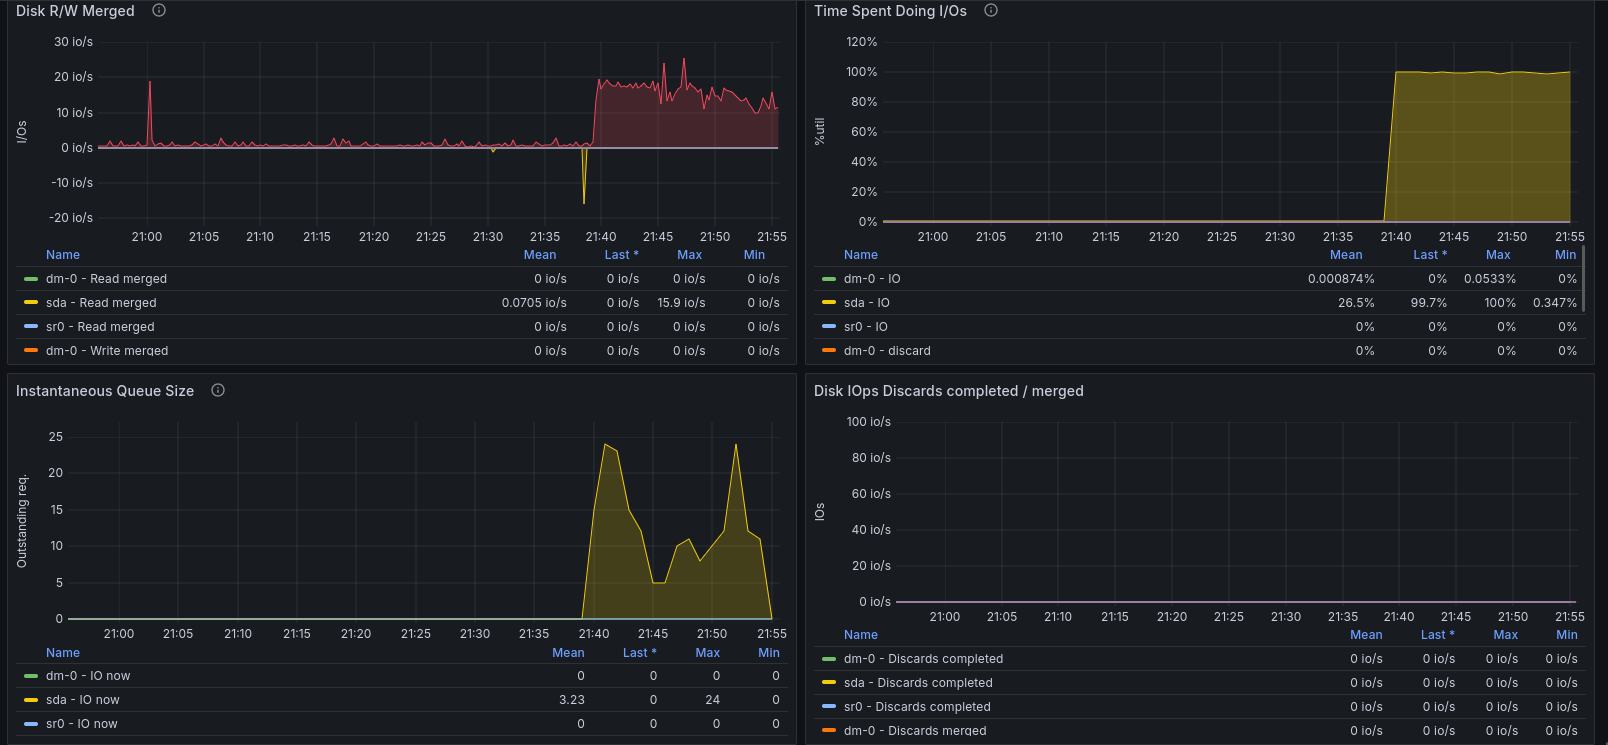 Disk R/W Merged
30 io/s
20 io/s
10 io/s
0 io/s
-10 io/s
-20 io/s
I/Os
21:00 21:05 21:10 21:15 21:20 21:25 21:30 21:35 21:40 21:45 21:50 21:55
Name Mean Last * Max Min
dm-0 - Read merged 0 io/s 0 io/s 0 io/s 0 io/s
sda - Read merged 0.0705 io/s 0 io/s 15.9 io/s 0 io/s
sr0 - Read merged 0 io/s 0 io/s 0 io/s 0 io/s
dm-0 - Write merged 0 io/s 0 io/s 0 io/s 0 io/s
Time Spent Doing I/Os
120%
100%
80%
60%
40%
20%
0%
%util
21:00 21:05 21:10 21:15 21:20 21:25 21:30 21:35 21:40 21:45 21:50 21:55
Name Mean Last * Max Min
dm-0 - IO 0.000874% 0% 0.0533% 0%
sda - IO 26.5% 99.7% 100% 0.347%
sr0 - IO 0% 0% 0% 0%
dm-0 - discard 0% 0% 0% 0%
Instantaneous Queue Size
25
20
15
10
5
0
Outstanding req.
21:00 21:05 21:10 21:15 21:20 21:25 21:30 21:35 21:40 21:45 21:50 21:55
Name Mean Last * Max Min
dm-0 - IO now 0 0 0 0
sda - IO now 3.23 0 24 0
sr0 - IO now 0 0 0 0
Disk IOps Discards completed / merged
100 io/s
80 io/s
60 io/s
40 io/s
20 io/s
0 io/s
IOs
21:00 21:05 21:10 21:15 21:20 21:25 21:30 21:35 21:40 21:45 21:50 21:55
Name Mean Last * Max Min
dm-0 - Discards completed 0 io/s 0 io/s 0 io/s 0 io/s
sda - Discards completed 0 io/s 0 io/s 0 io/s 0 io/s
sr0 - Discards completed 0 io/s 0 io/s 0 io/s 0 io/s
dm-0 - Discards merged 0 io/s 0 io/s 0 io/s 0 io/s